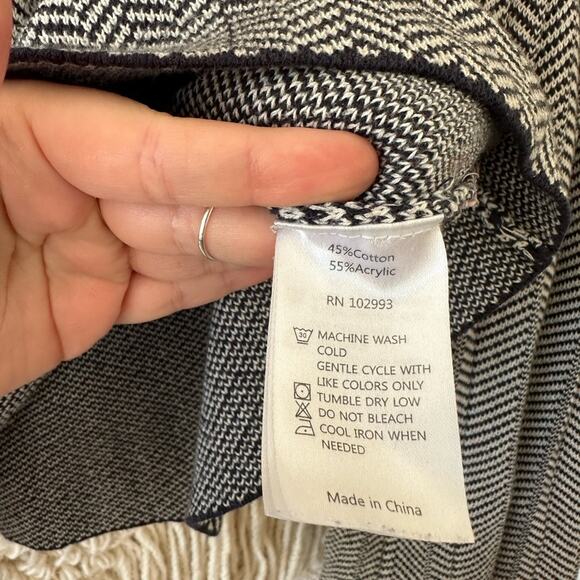 45%Cotton
55%Acrylic
RN 102993
30 MACHINE WASH
COLD
GENTLE CYCLE WITH
LIKE COLORS ONLY
TUMBLE DRY LOW
DO NOT BLEACH
COOL IRON WHEN
NEEDED
Made in China